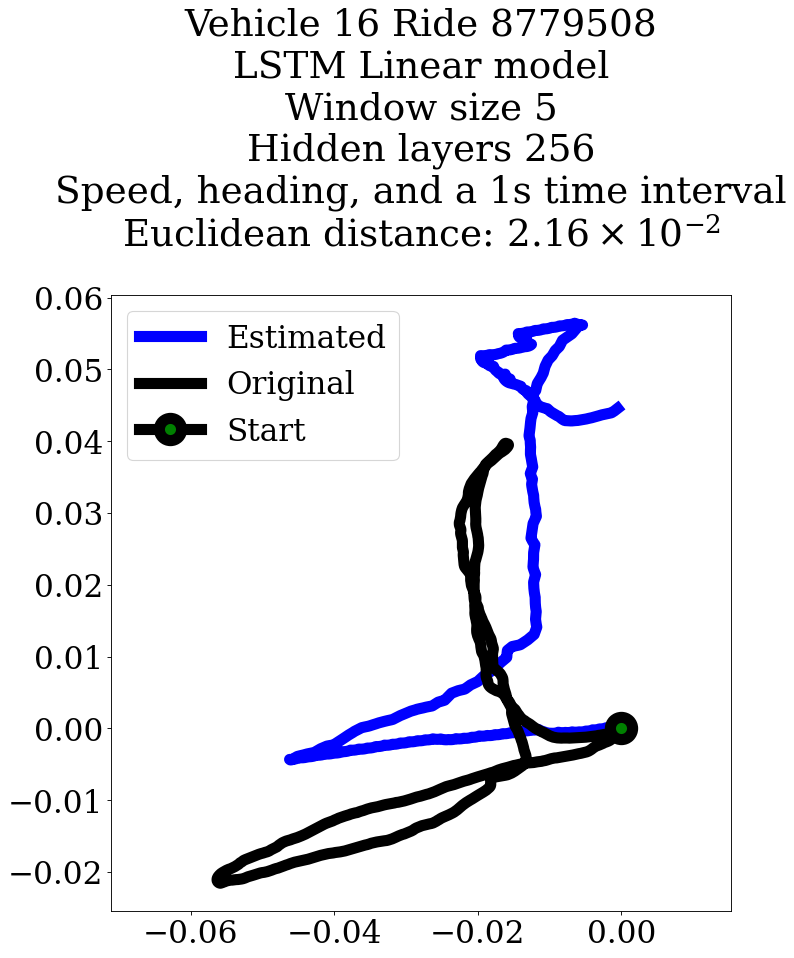 Vehicle 16 Ride 8779508
LSTM Linear model
Window size 5
Hidden layers 256
Speed, heading, and a 1s time interval
Euclidean distance: 2.16 × 10⁻²
0.06
Estimated
0.05
Original
Start
0.04
0.03
0.02
0.01
0.00
−0.01
−0.02
−0.06 −0.04 −0.02 0.00